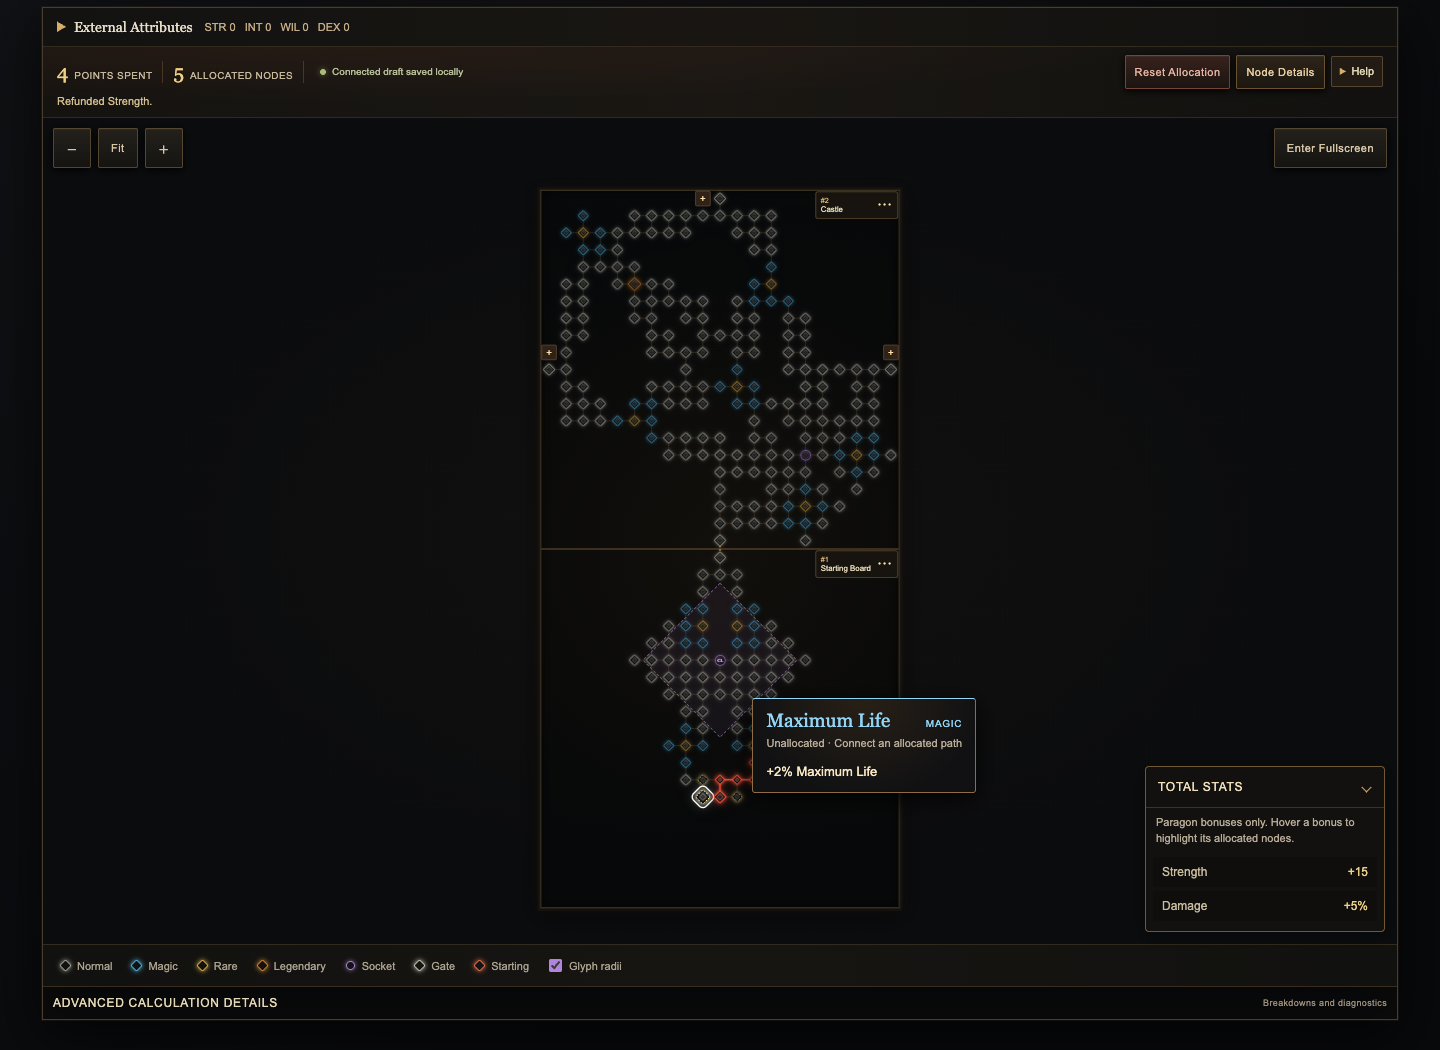 External Attributes STR 0 INT 0 WIL 0 DEX 0
4 POINTS SPENT 5 ALLOCATED NODES Connected draft saved locally
Reset Allocation Node Details Help
Refunded Strength.
− Fit + Enter Fullscreen
+
#2
Castle
+ +
#1
Starting Board
CL
Maximum Life MAGIC
Unallocated · Connect an allocated path
+2% Maximum Life
TOTAL STATS
Paragon bonuses only. Hover a bonus to
highlight its allocated nodes.
Strength +15
Damage +5%
Normal Magic Rare Legendary Socket Gate Starting Glyph radii
ADVANCED CALCULATION DETAILS Breakdowns and diagnostics